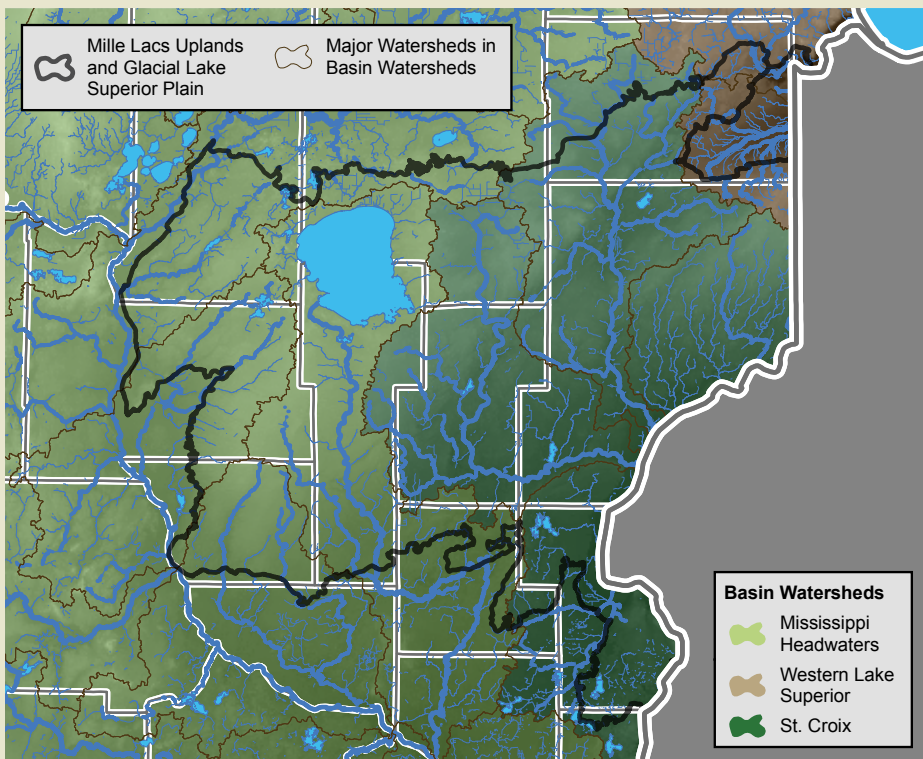 Mille Lacs Uplands
and Glacial Lake
Superior Plain
Major Watersheds in
Basin Watersheds
Basin Watersheds
Mississippi
Headwaters
Western Lake
Superior
St. Croix